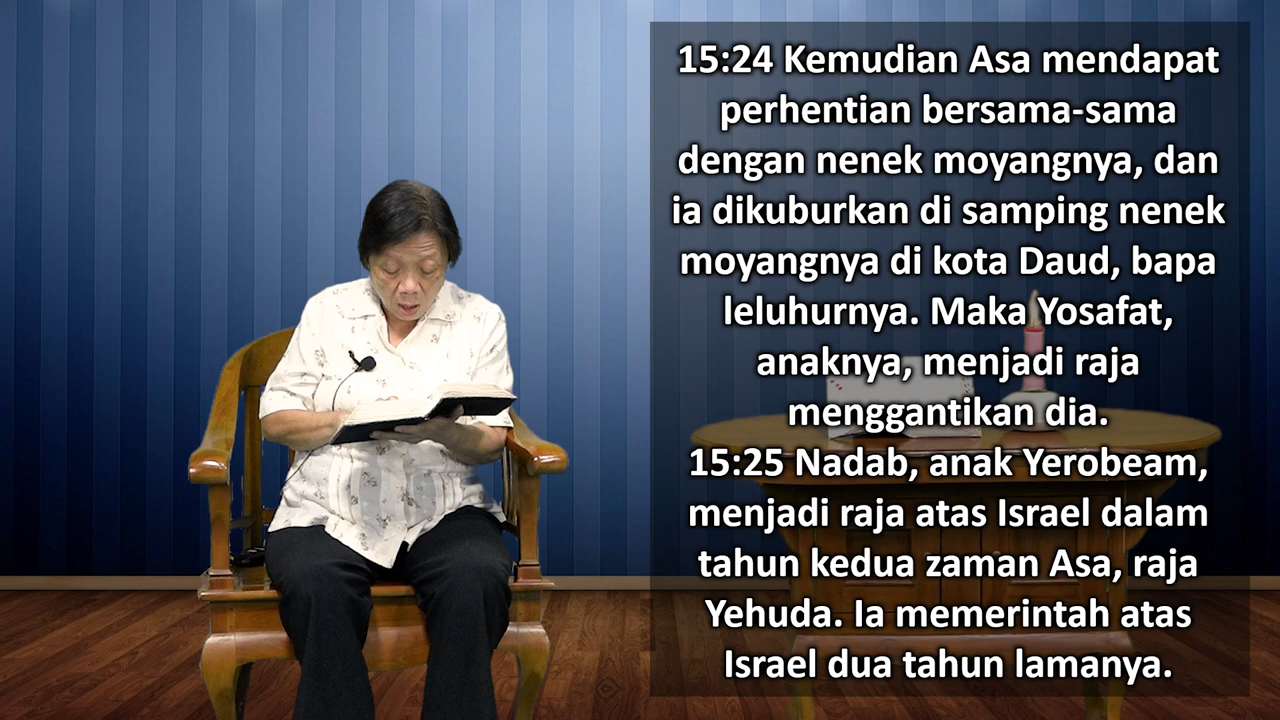 15:24 Kemudian Asa mendapat
perhentian bersama-sama
dengan nenek moyangnya, dan
ia dikuburkan di samping nenek
moyangnya di kota Daud, bapa
leluhurnya. Maka Yosafat,
anaknya, menjadi raja
menggantikan dia.
15:25 Nadab, anak Yerobeam,
menjadi raja atas Israel dalam
tahun kedua zaman Asa, raja
Yehuda. Ia memerintah atas
Israel dua tahun lamanya.